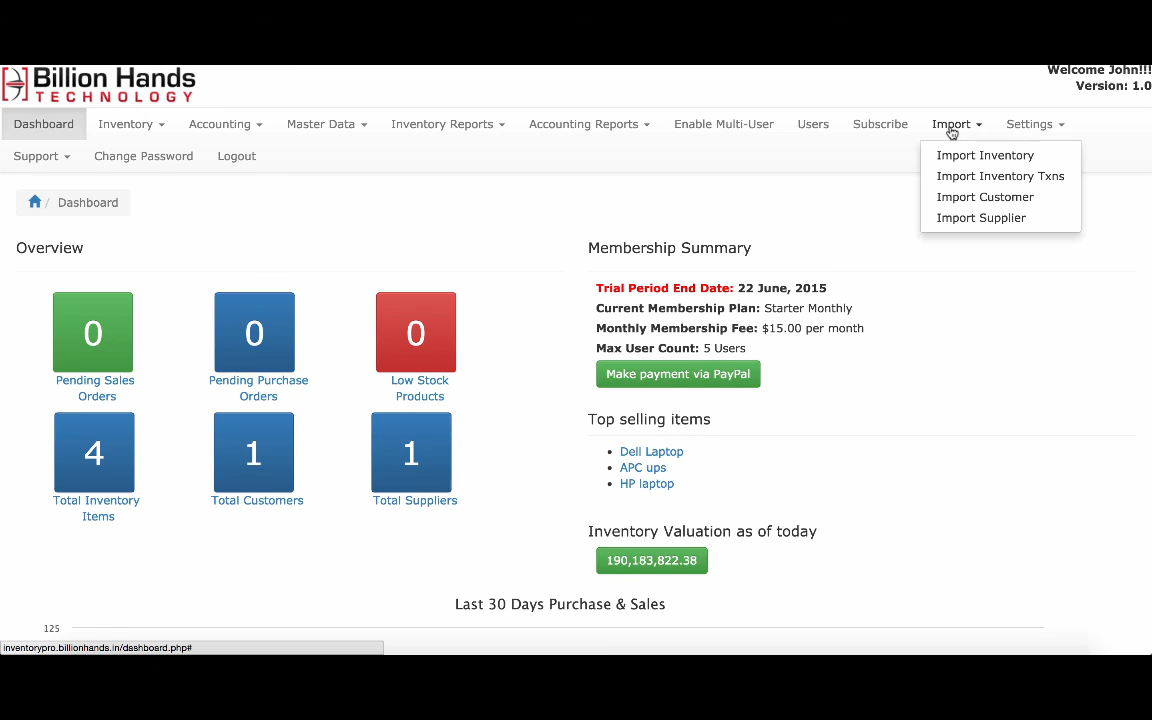 Billion Hands
TECHNOLOGY
Welcome John!!!
Version: 1.0
Dashboard Inventory Accounting Master Data Inventory Reports Accounting Reports Enable Multi-User Users Subscribe Import Settings
Support Change Password Logout
Import Inventory
Import Inventory Txns
Import Customer
Import Supplier
/ Dashboard
Overview
0
Pending Sales
Orders
0
Pending Purchase
Orders
0
Low Stock
Products
4
Total Inventory
Items
1
Total Customers
1
Total Suppliers
Membership Summary
Trial Period End Date: 22 June, 2015
Current Membership Plan: Starter Monthly
Monthly Membership Fee: $15.00 per month
Max User Count: 5 Users
Make payment via PayPal
Top selling items
• Dell Laptop
• APC ups
• HP laptop
Inventory Valuation as of today
190,183,822.38
Last 30 Days Purchase & Sales
125
inventorypro.billionhands.in/dashboard.php#